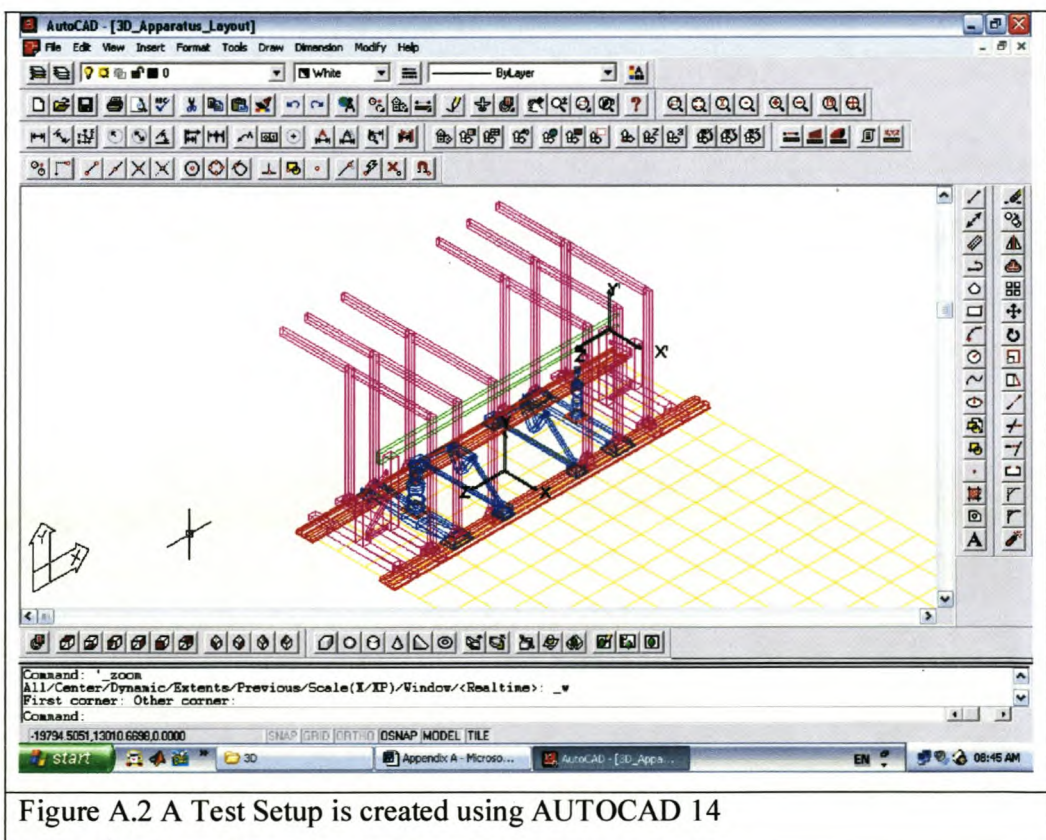 AutoCAD - [3D_Apparatus_Layout]
File Edit View Insert Format Tools Draw Dimension Modify Help
0 White ByLayer
Y'
X'
Z
Z X
Y X
Command: '_zoom
All/Center/Dynamic/Extents/Previous/Scale(X/XP)/Window/<Realtime>: _w
First corner: Other corner:
Command:
-19794.5051,13010.6698,0.0000 SNAP GRID ORTHO OSNAP MODEL TILE
start 3D Appendix A - Microso... AutoCAD - [3D_Appa... EN 08:45 AM
Figure A.2 A Test Setup is created using AUTOCAD 14